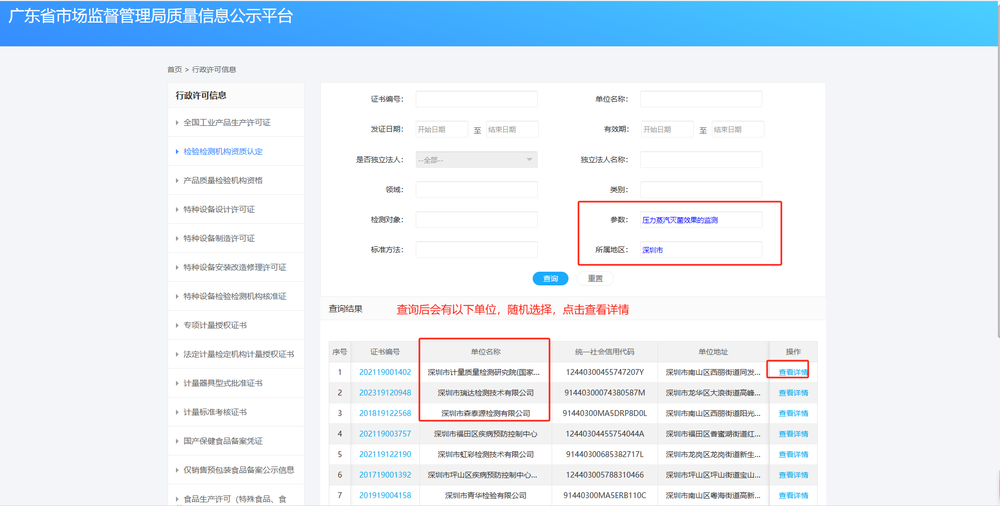 广东省市场监督管理局质量信息公示平台
首页 > 行政许可信息
行政许可信息
全国工业产品生产许可证
检验检测机构资质认定
产品质量检验机构资格
特种设备设计许可证
特种设备制造许可证
特种设备安装改造修理许可证
特种设备检验检测机构核准证
专项计量授权证书
法定计量检定机构计量授权证书
计量器具型式批准证书
计量标准考核证书
国产保健食品备案凭证
仅销售预包装食品备案公示信息
食品生产许可（特殊食品、食
证书编号： 单位名称：
发证日期： 开始日期 至 结束日期 有效期： 开始日期 至 结束日期
是否独立法人： --全部-- 独立法人名称：
领域： 类别：
检测对象： 参数： 压力蒸汽灭菌效果的监测
标准方法： 所属地区： 深圳市
查询 重置
查询结果 查询后会有以下单位，随机选择，点击查看详情
序号 证书编号 单位名称 统一社会信用代码 单位地址 操作
1 202119001402 深圳市计量质量检测研究院(国家... 12440300455747207Y 深圳市南山区西丽街道同发... 查看详情
2 202319120948 深圳市瑞达检测技术有限公司 91440300074380587M 深圳市龙华区大浪街道高峰... 查看详情
3 201819122568 深圳市森泰源检测有限公司 91440300MA5DRP8D0L 深圳市南山区西丽街道阳光... 查看详情
4 202119003757 深圳市福田区疾病预防控制中心 12440304455754044A 深圳市福田区香蜜湖街道红... 查看详情
5 202119122190 深圳市虹彩检测技术有限公司 91440300685382717L 深圳市龙岗区龙岗街道新生... 查看详情
6 201719001392 深圳市坪山区疾病预防控制中心... 124403005788310466 深圳市坪山区坪山街道宝山... 查看详情
7 201919004158 深圳市青华检验有限公司 91440300MA5ERB110C 深圳市南山区粤海街道高新... 查看详情